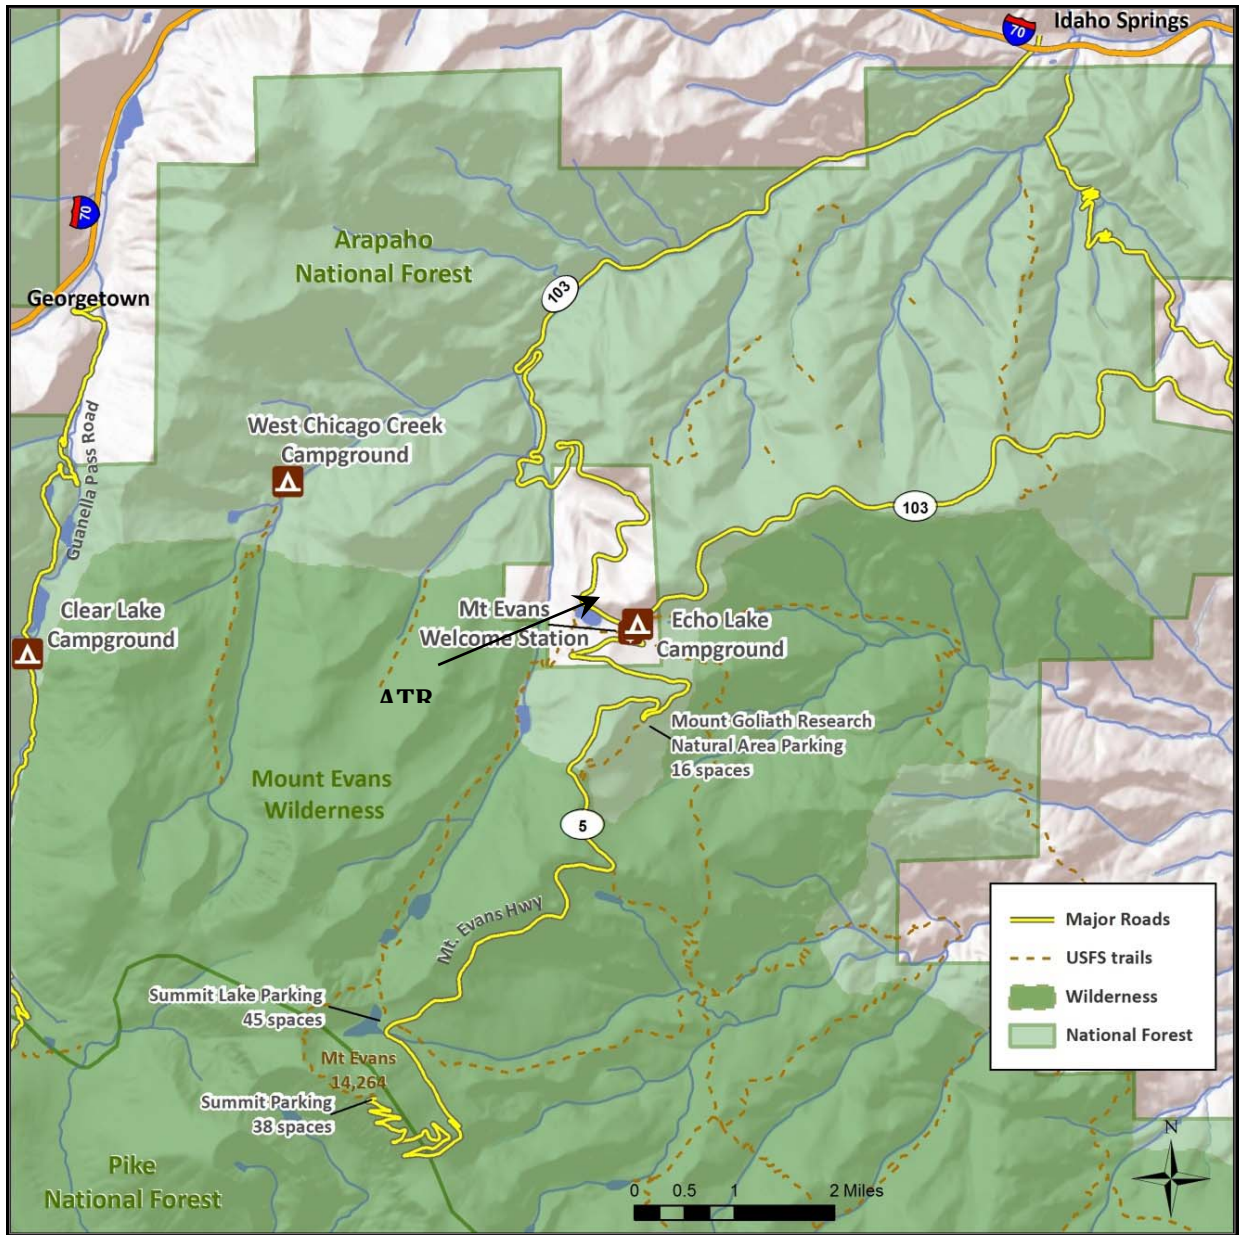 Idaho Springs
70
70
Arapaho
National Forest
Georgetown
103
West Chicago Creek
Campground
Guanella Pass Road
103
Clear Lake
Campground
Mt Evans
Welcome Station
Echo Lake
Campground
ATR
Mount Goliath Research
Natural Area Parking
16 spaces
Mount Evans
Wilderness
5
Mt. Evans Hwy
Major Roads
USFS trails
Wilderness
National Forest
Summit Lake Parking
45 spaces
Mt Evans
14,264
Summit Parking
38 spaces
Pike
National Forest
N
0 0.5 1 2 Miles